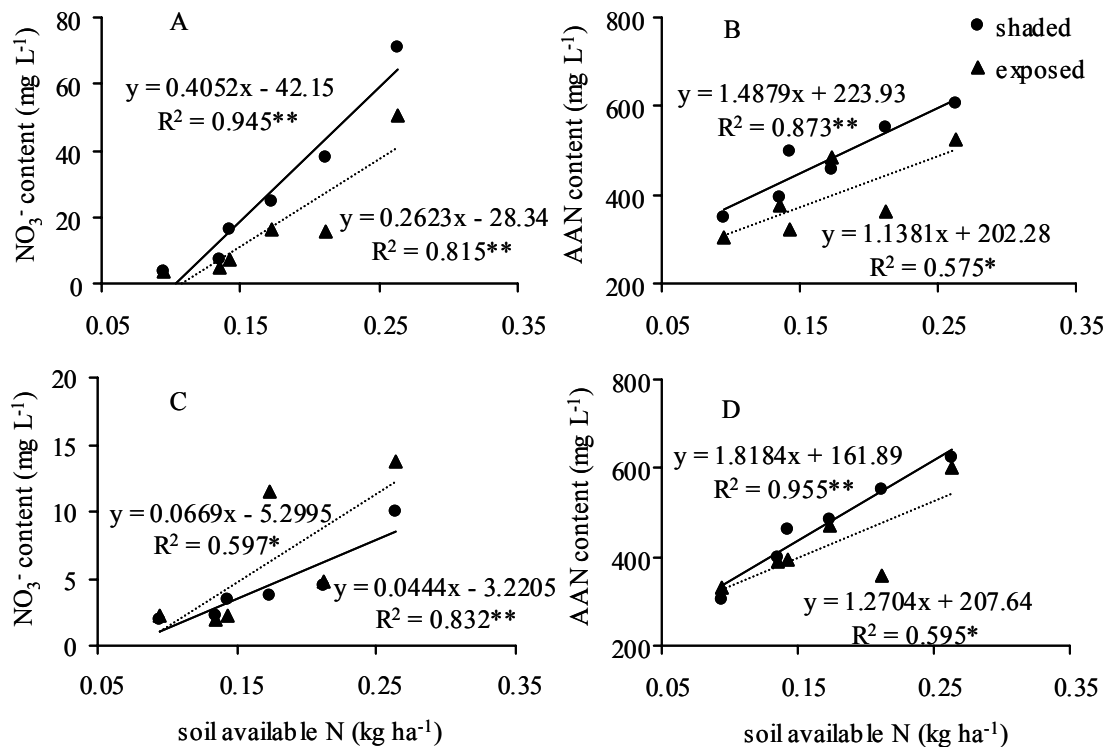 A
NO₃⁻ content (mg L⁻¹)
80
60
40
20
0
y = 0.4052x - 42.15
R² = 0.945**
y = 0.2623x - 28.34
R² = 0.815**
0.05 0.15 0.25 0.35
B
shaded
exposed
AAN content (mg L⁻¹)
800
600
400
200
y = 1.4879x + 223.93
R² = 0.873**
y = 1.1381x + 202.28
R² = 0.575*
0.05 0.15 0.25 0.35
C
NO₃⁻ content (mg L⁻¹)
20
15
10
5
0
y = 0.0669x - 5.2995
R² = 0.597*
y = 0.0444x - 3.2205
R² = 0.832**
0.05 0.15 0.25 0.35
soil available N (kg ha⁻¹)
D
AAN content (mg L⁻¹)
800
600
400
200
y = 1.8184x + 161.89
R² = 0.955**
y = 1.2704x + 207.64
R² = 0.595*
0.05 0.15 0.25 0.35
soil available N (kg ha⁻¹)